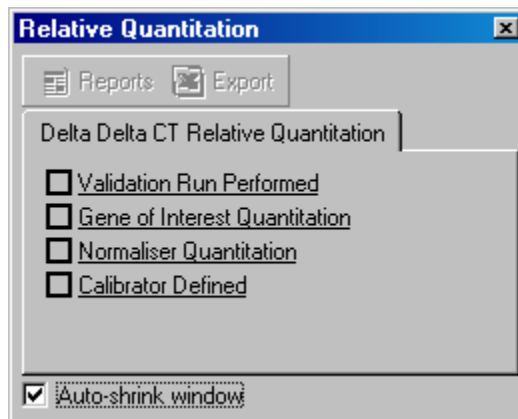 Relative Quantitation
Reports Export
Delta Delta CT Relative Quantitation
Validation Run Performed
Gene of Interest Quantitation
Normaliser Quantitation
Calibrator Defined
Auto-shrink window